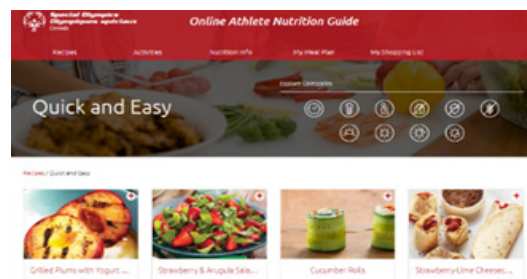 Special Olympics
Olympiques spéciaux
Canada
Online Athlete Nutrition Guide
Recipes
Activities
Nutrition Info
My Meal Plan
My Shopping List
Explore Categories
Quick and Easy
Recipes / Quick and Easy
Grilled Plums with Yogurt ...
Strawberry & Arugula Sala...
Cucumber Rolls
Strawberry-Lime Cheesec...